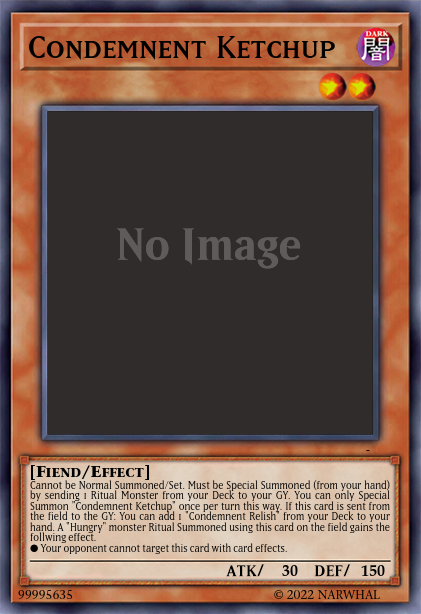 Condemnent Ketchup
DARK
闇
No Image
-
[Fiend/Effect]
Cannot be Normal Summoned/Set. Must be Special Summoned (from your hand)
by sending 1 Ritual Monster from your Deck to your GY. You can only Special
Summon "Condemnent Ketchup" once per turn this way. If this card is sent from
the field to the GY: You can add 1 "Condemnent Relish" from your Deck to your
hand. A "Hungry" monster Ritual Summoned using this card on the field gains the
follwing effect.
● Your opponent cannot target this card with card effects.
ATK/ 30 DEF/ 150
99995635 © 2022 NARWHAL